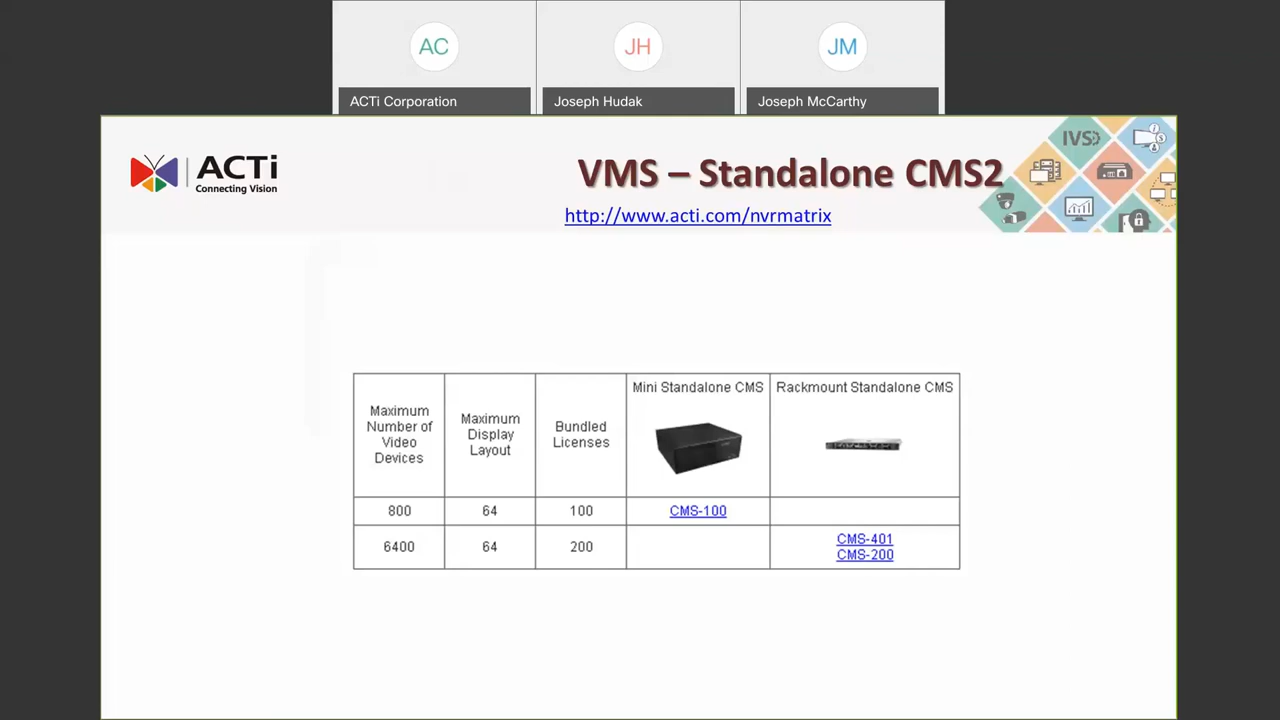 AC
JH
JM
ACTi Corporation
Joseph Hudak
Joseph McCarthy
ACTi
Connecting Vision
VMS – Standalone CMS2
http://www.acti.com/nvrmatrix
IVS
Maximum
Number of
Video
Devices
Maximum
Display
Layout
Bundled
Licenses
Mini Standalone CMS
Rackmount Standalone CMS
800 64 100 CMS-100
6400 64 200 CMS-401
CMS-200